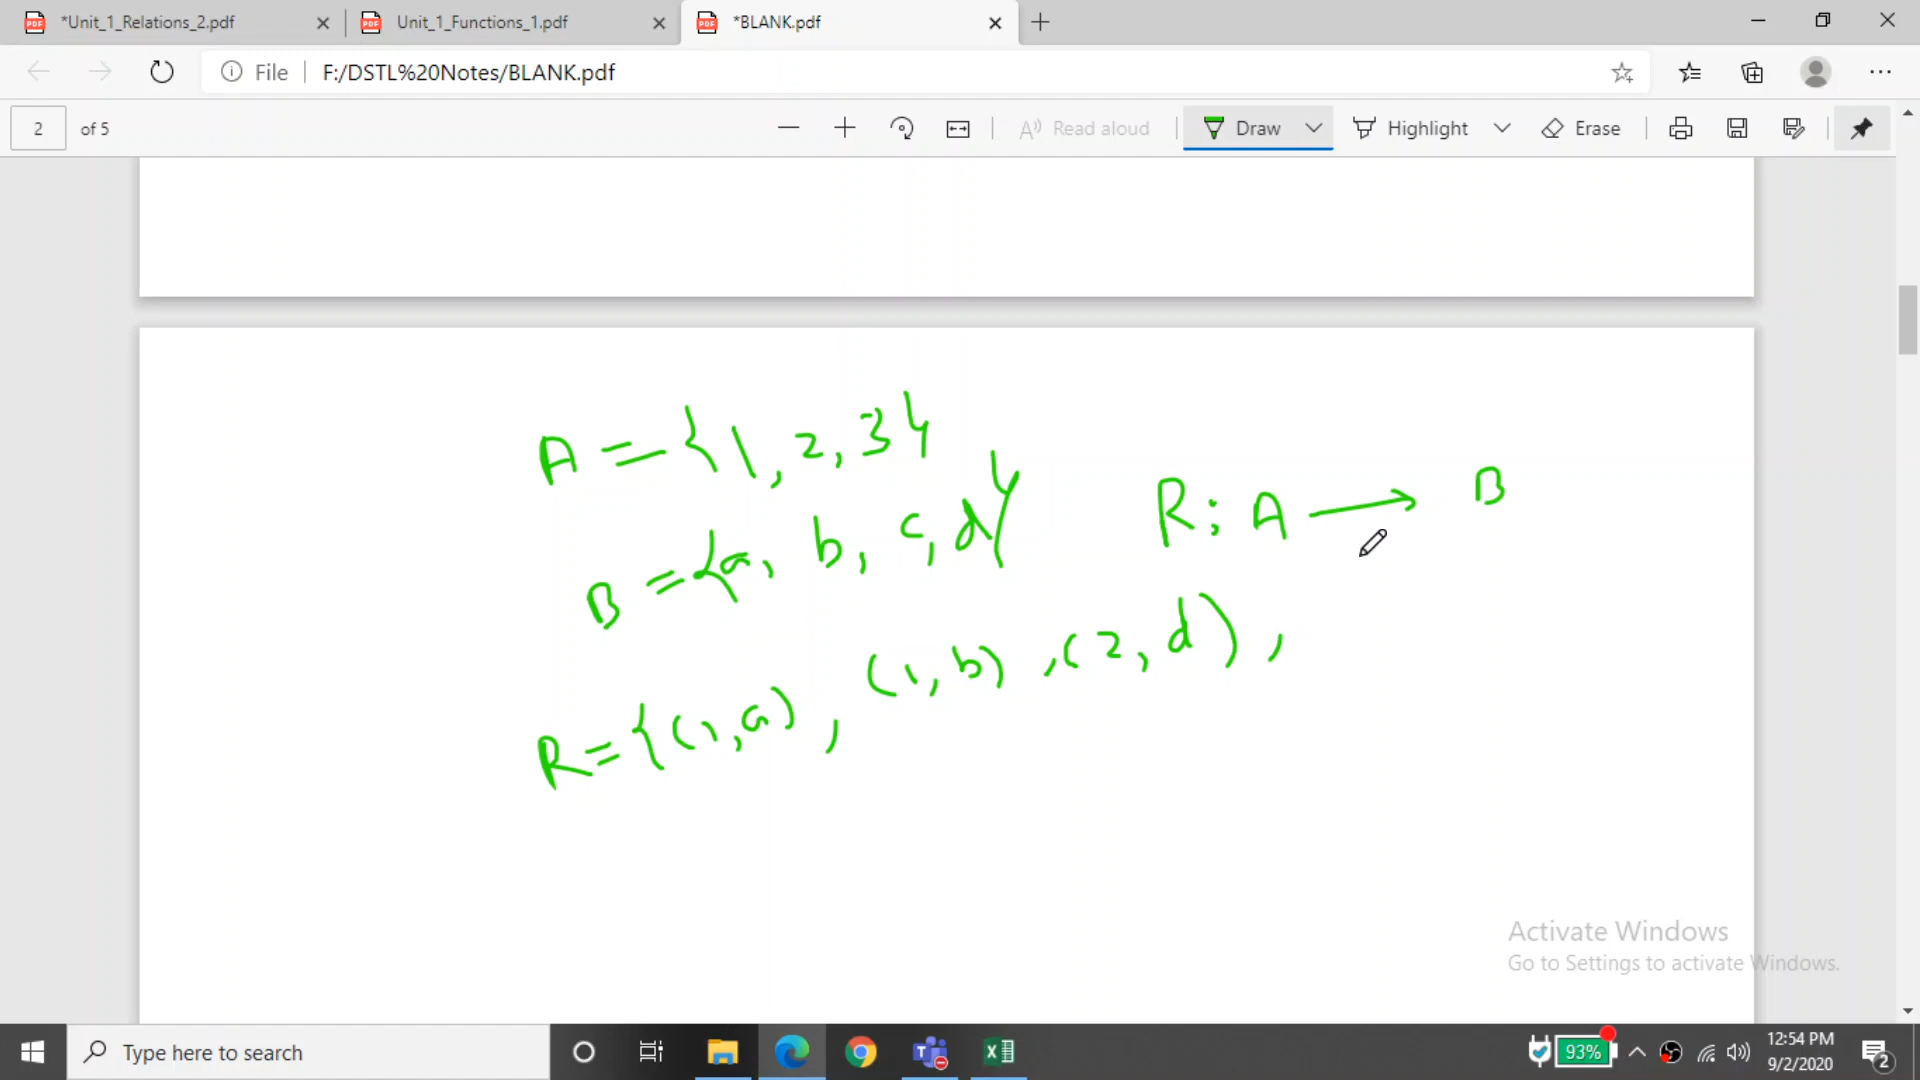 *Unit_1_Relations_2.pdf
Unit_1_Functions_1.pdf
*BLANK.pdf
File
F:/DSTL%20Notes/BLANK.pdf
2 of 5
Read aloud
Draw
Highlight
Erase
A = {1, 2, 3}
B = {a, b, c, d}
R: A → B
R = {(1, a), (1, b), (2, d),
Activate Windows
Go to Settings to activate Windows.
Type here to search
93%
12:54 PM
9/2/2020
2